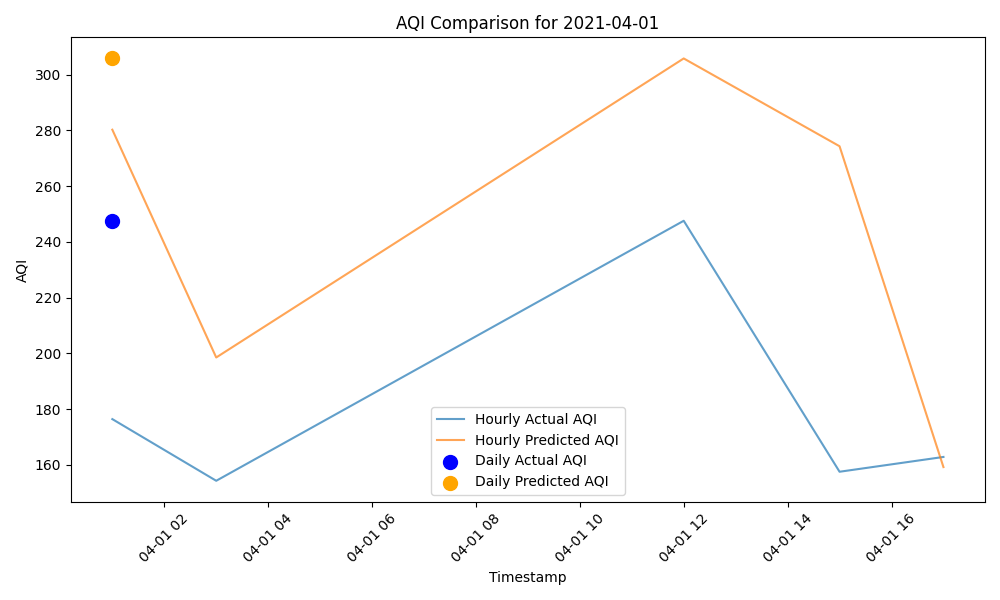 AQI Comparison for 2021-04-01
AQI
300
280
260
240
220
200
180
160
Hourly Actual AQI
Hourly Predicted AQI
Daily Actual AQI
Daily Predicted AQI
04-01 02
04-01 04
04-01 06
04-01 08
04-01 10
04-01 12
04-01 14
04-01 16
Timestamp